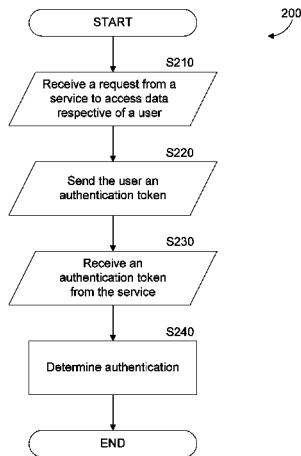 START
200
S210
Receive a request from a
service to access data
respective of a user
S220
Send the user an
authentication token
S230
Receive an
authentication token
from the service
S240
Determine authentication
END